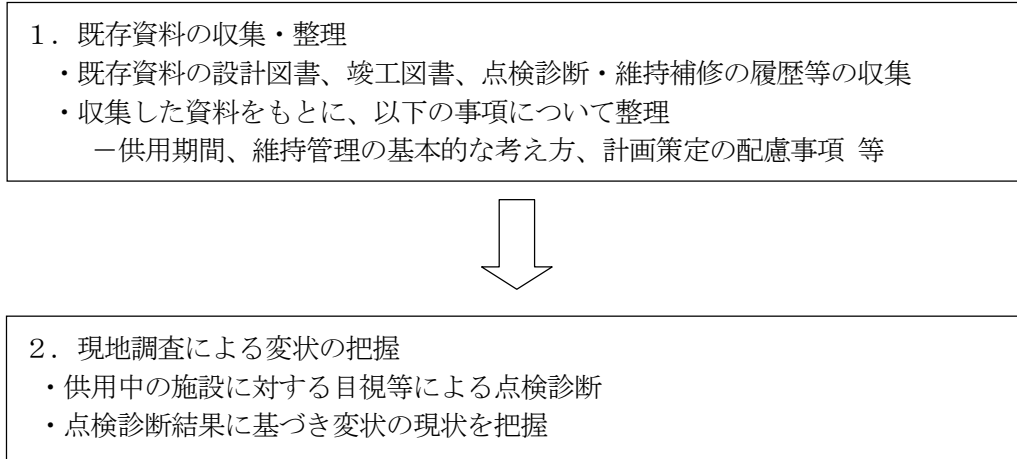 １．既存資料の収集・整理
・既存資料の設計図書、竣工図書、点検診断・維持補修の履歴等の収集
・収集した資料をもとに、以下の事項について整理
－供用期間、維持管理の基本的な考え方、計画策定の配慮事項 等
２．現地調査による変状の把握
・供用中の施設に対する目視等による点検診断
・点検診断結果に基づき変状の現状を把握